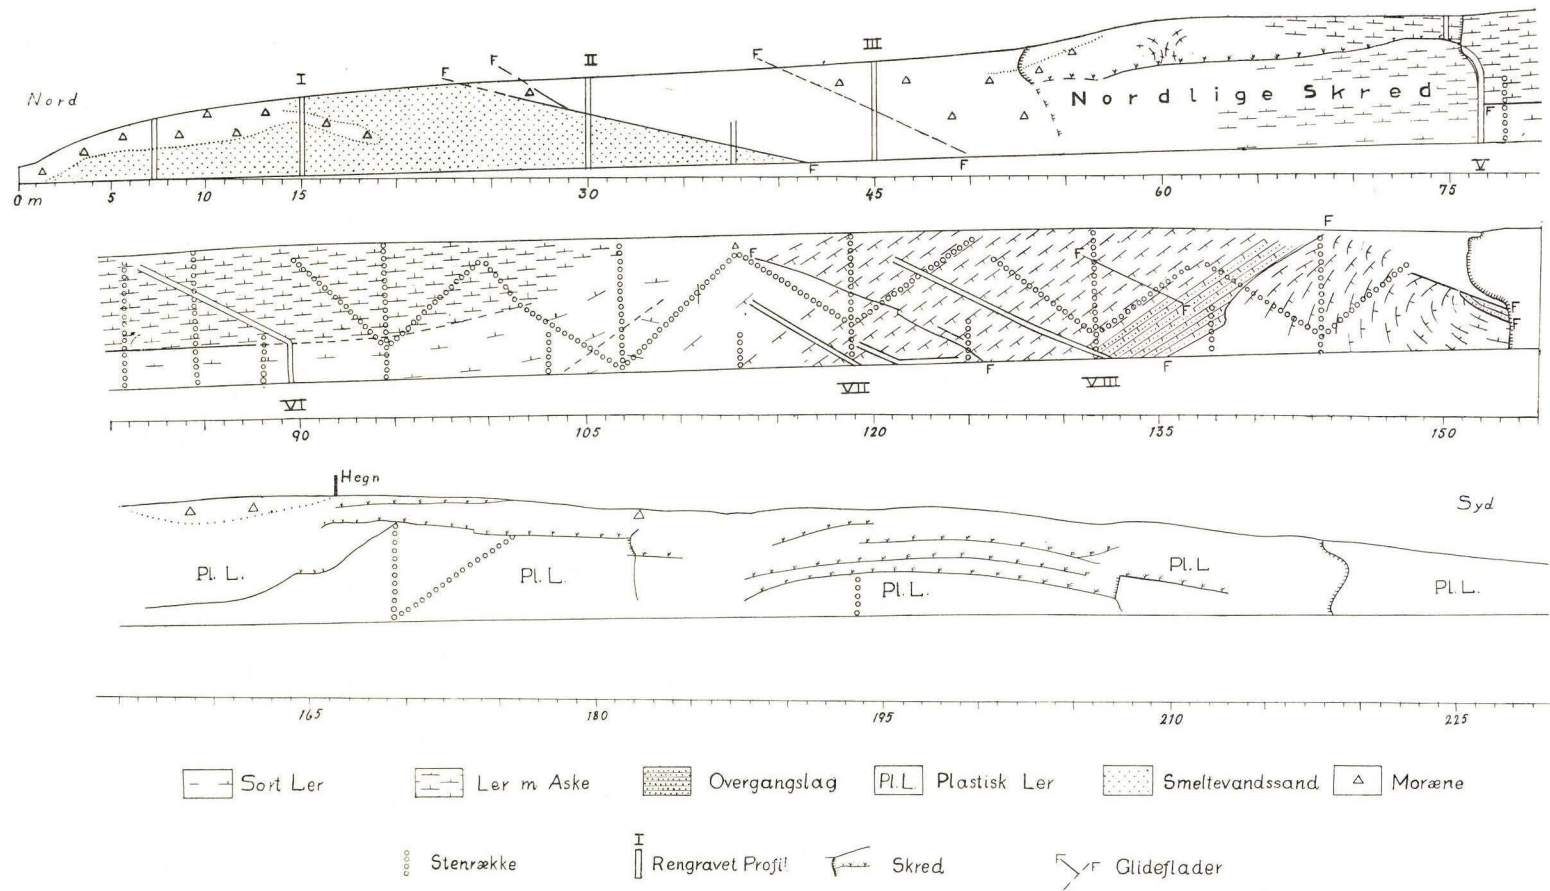 Nord
I
F
F
II
F
III
F
F
Nordlige Skred
F
V
0 m 5 10 15 30 45 60 75
F
F
F
F
F
F
F
F
F
VI
VII
VIII
90 105 120 135 150
Hegn
Syd
Pl. L.
Pl. L.
Pl. L.
Pl. L
Pl. L.
165 180 195 210 225
Sort Ler
Ler m Aske
Overgangslag
Pl. L. Plastisk Ler
Smeltevandssand
Moræne
Stenrække
I
Rengravet Profil
Skred
F F Glideflader